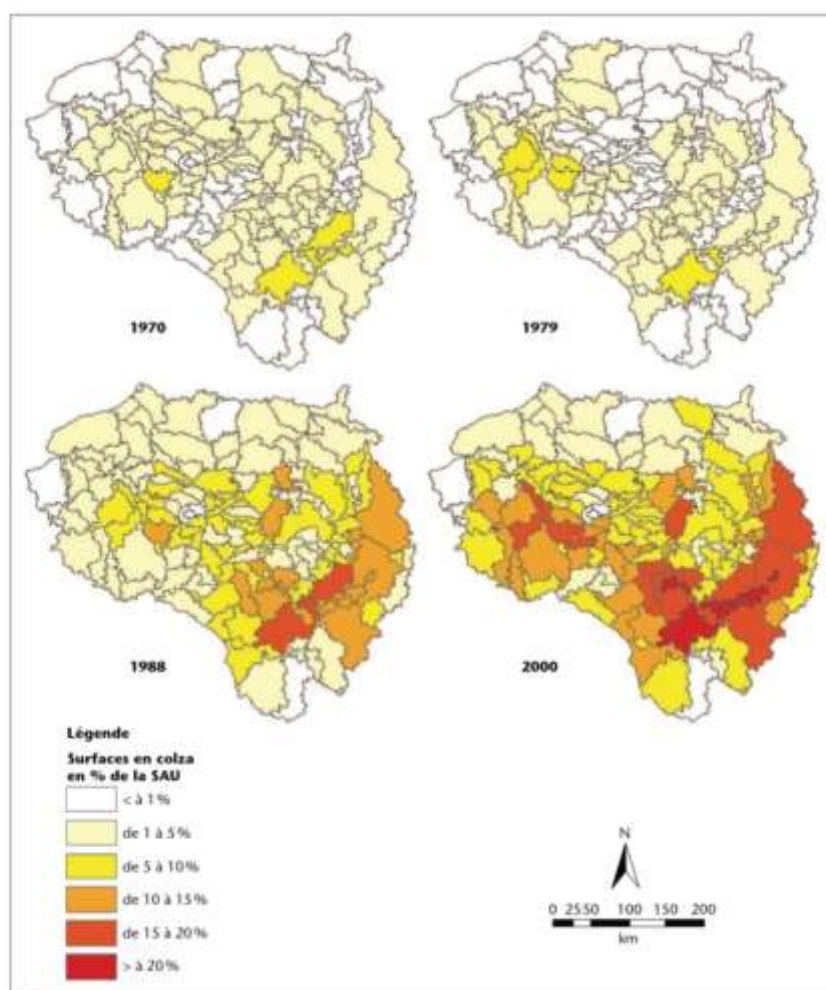 1970
1979
1988
2000
Légende
Surfaces en colza
en % de la SAU
< à 1 %
de 1 à 5 %
de 5 à 10 %
de 10 à 15 %
de 15 à 20 %
> à 20 %
N
0 25 50 100 150 200
km